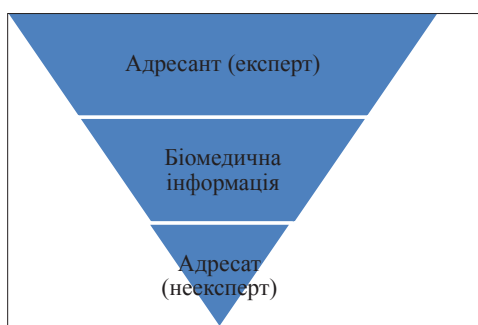 Адресант (експерт)
Біомедична
інформація
Адресат
(неексперт)